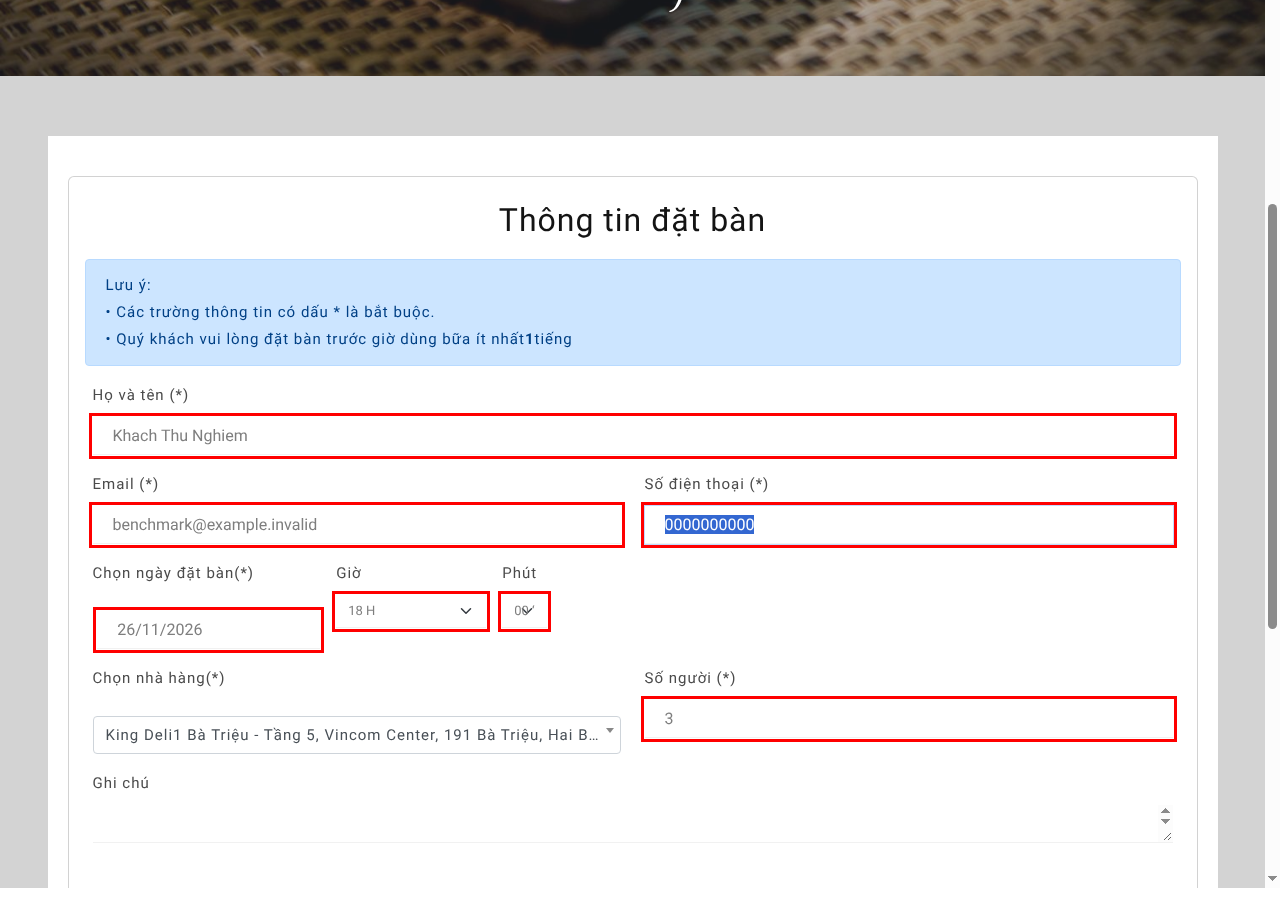 Thông tin đặt bàn
Lưu ý:
• Các trường thông tin có dấu * là bắt buộc.
• Quý khách vui lòng đặt bàn trước giờ dùng bữa ít nhất1tiếng
Họ và tên (*)
Khach Thu Nghiem
Email (*)
Số điện thoại (*)
benchmark@example.invalid
0000000000
Chọn ngày đặt bàn(*)
Giờ
Phút
18 H
00 '
26/11/2026
Chọn nhà hàng(*)
Số người (*)
3
King Deli1 Bà Triệu - Tầng 5, Vincom Center, 191 Bà Triệu, Hai B...
Ghi chú